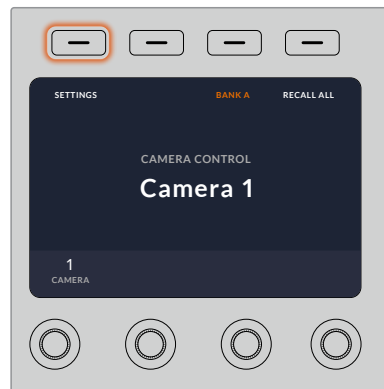 SETTINGS BANK A RECALL ALL
CAMERA CONTROL
Camera 1
1
CAMERA